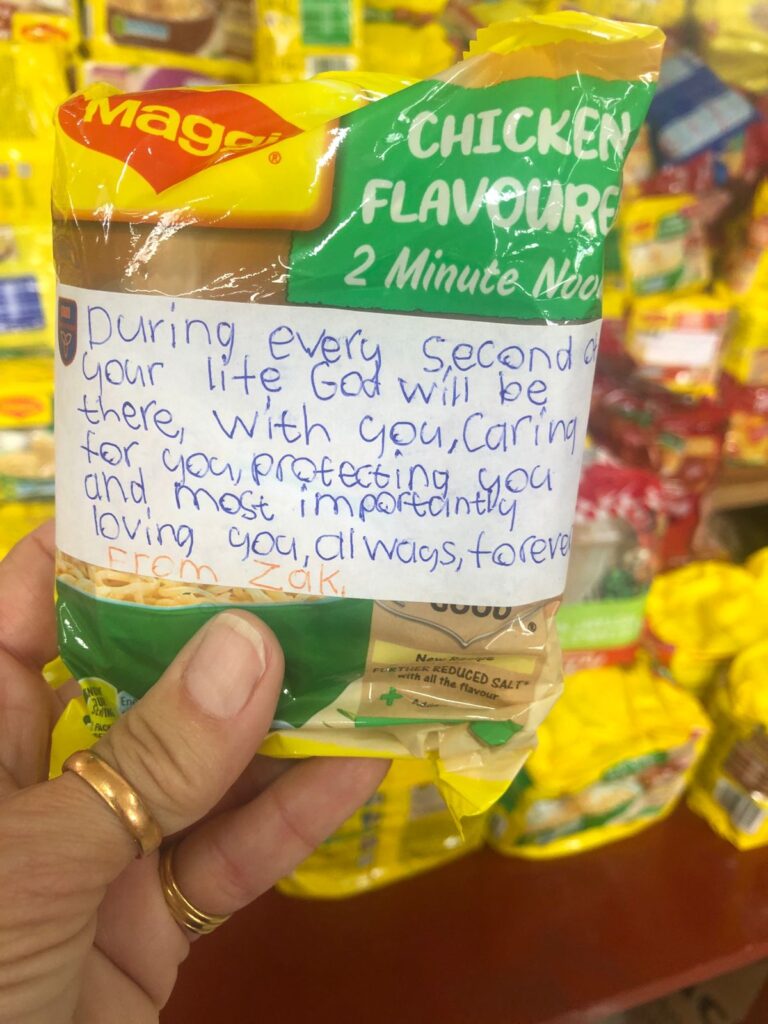 Maggi®
CHICKEN
FLAVOURE
2 Minute Noo
During every second o
your life God will be
there, with you, Caring
for you, protecting you
and most importantly
loving you, always, forever
From Zak.
GOOD
New Recipe
FURTHER REDUCED SALT*
with all the flavour